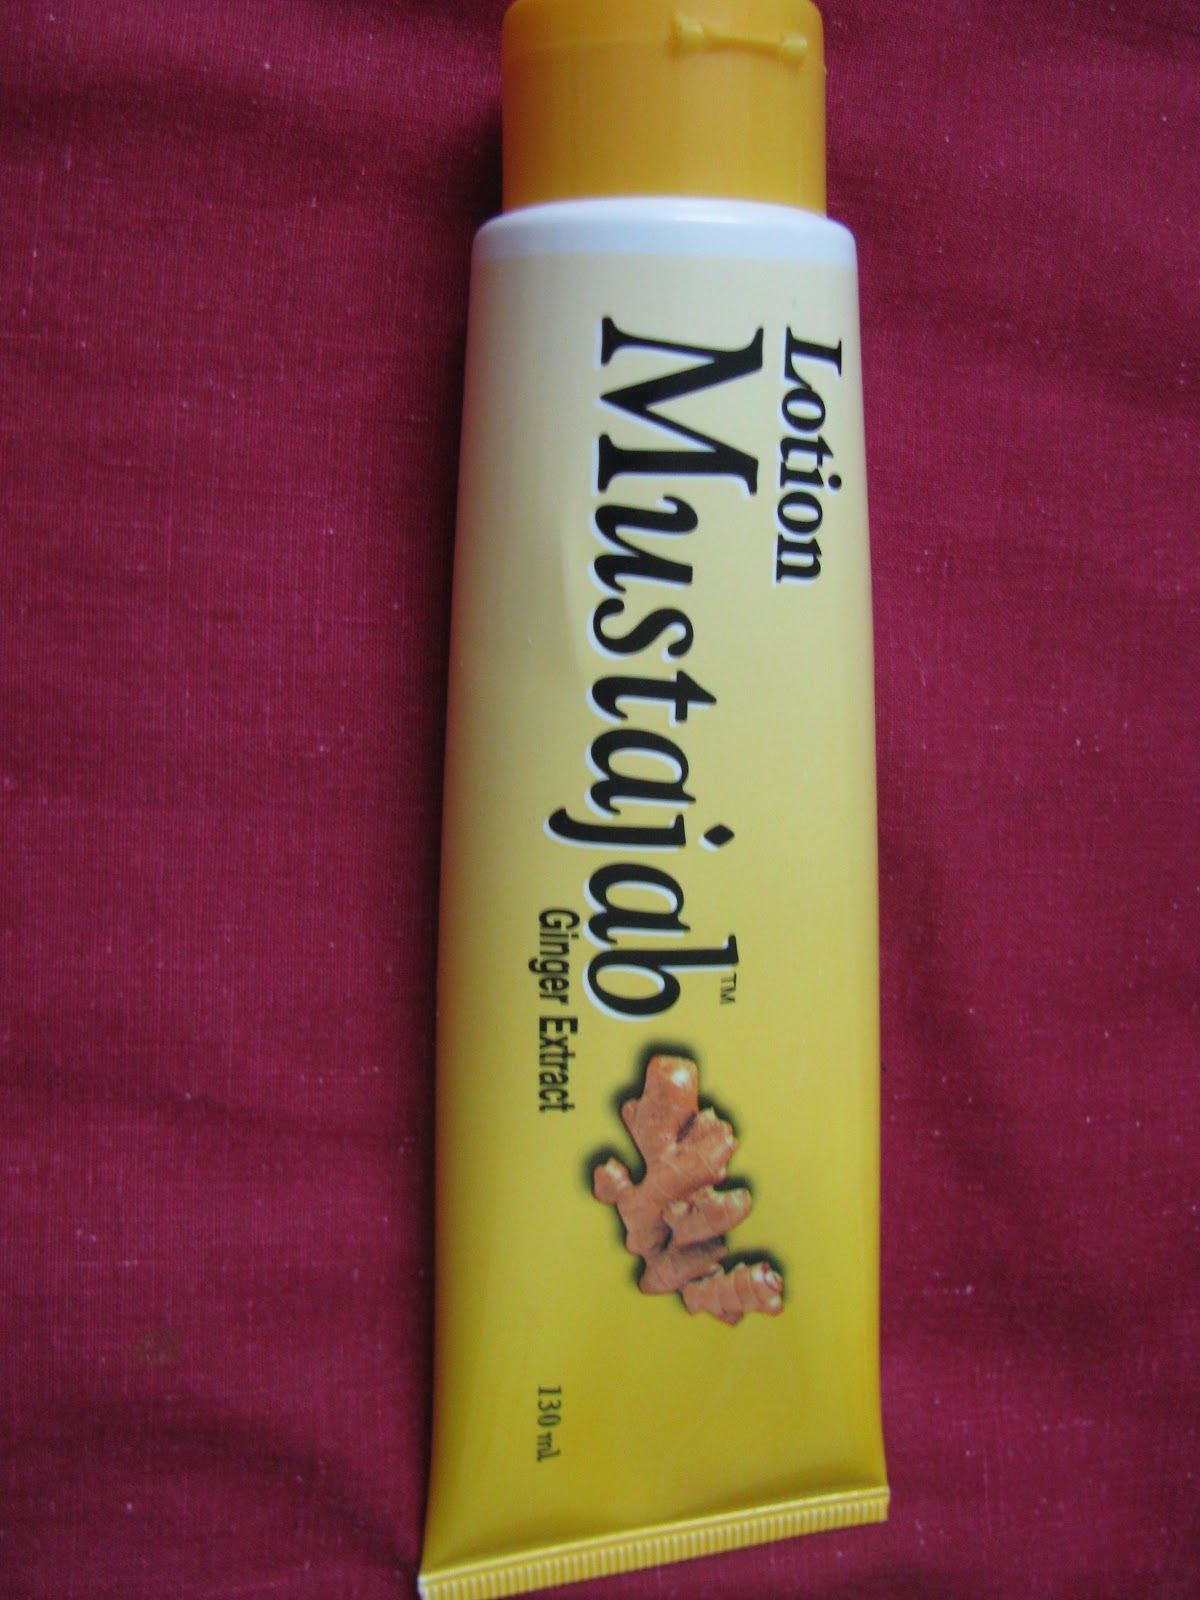 Lotion
Mustajab™
Ginger Extract
130 ml